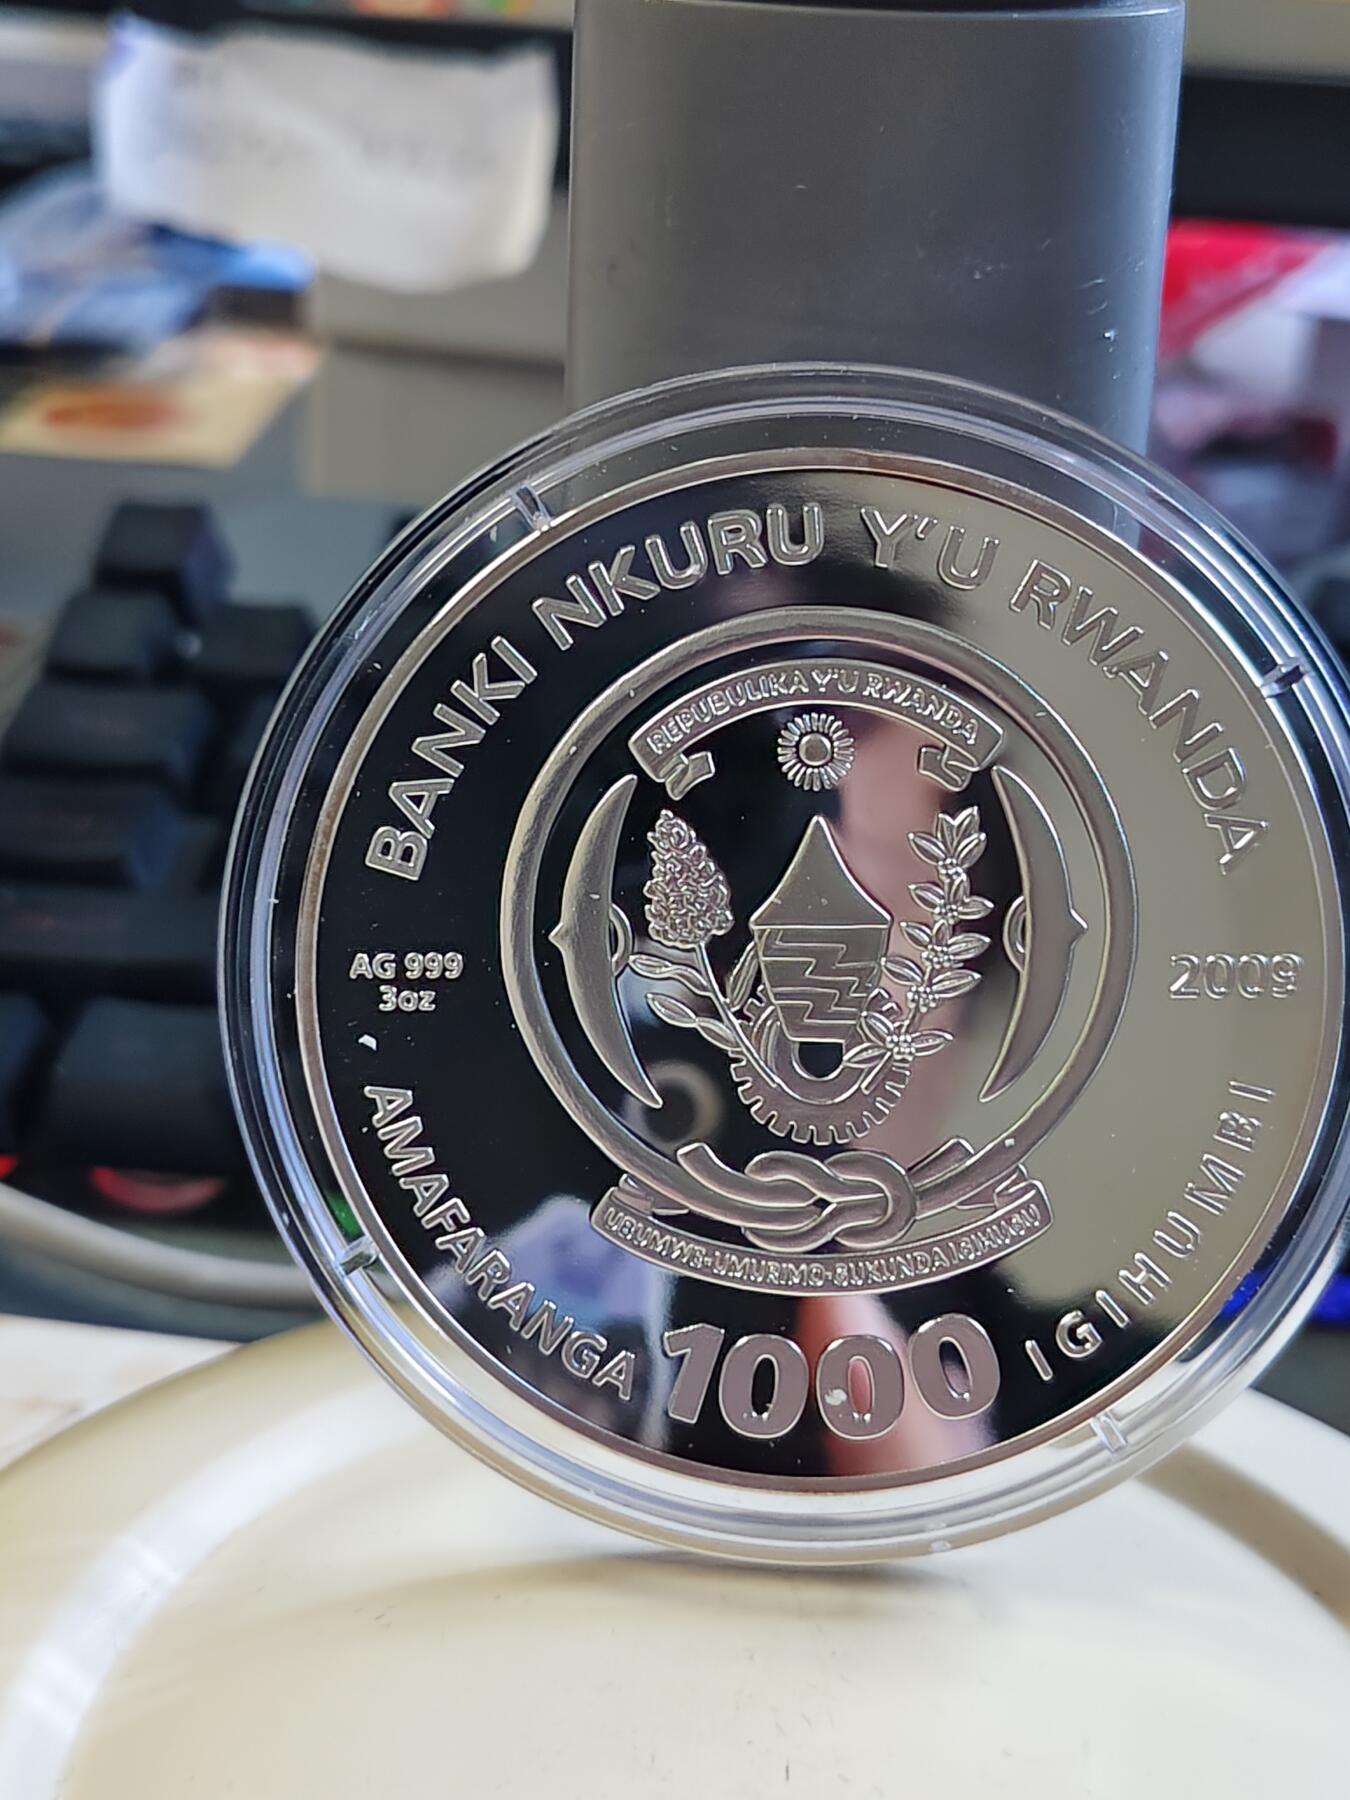 BANKI NKURU Y'U RWANDA
REPUBULIKA Y'U RWANDA
AG 999
3oz
2009
UBUMWE-UMURIMO-GUKUNDA IGIHUGU
AMAFARANGA 1000 IGIHUMBI